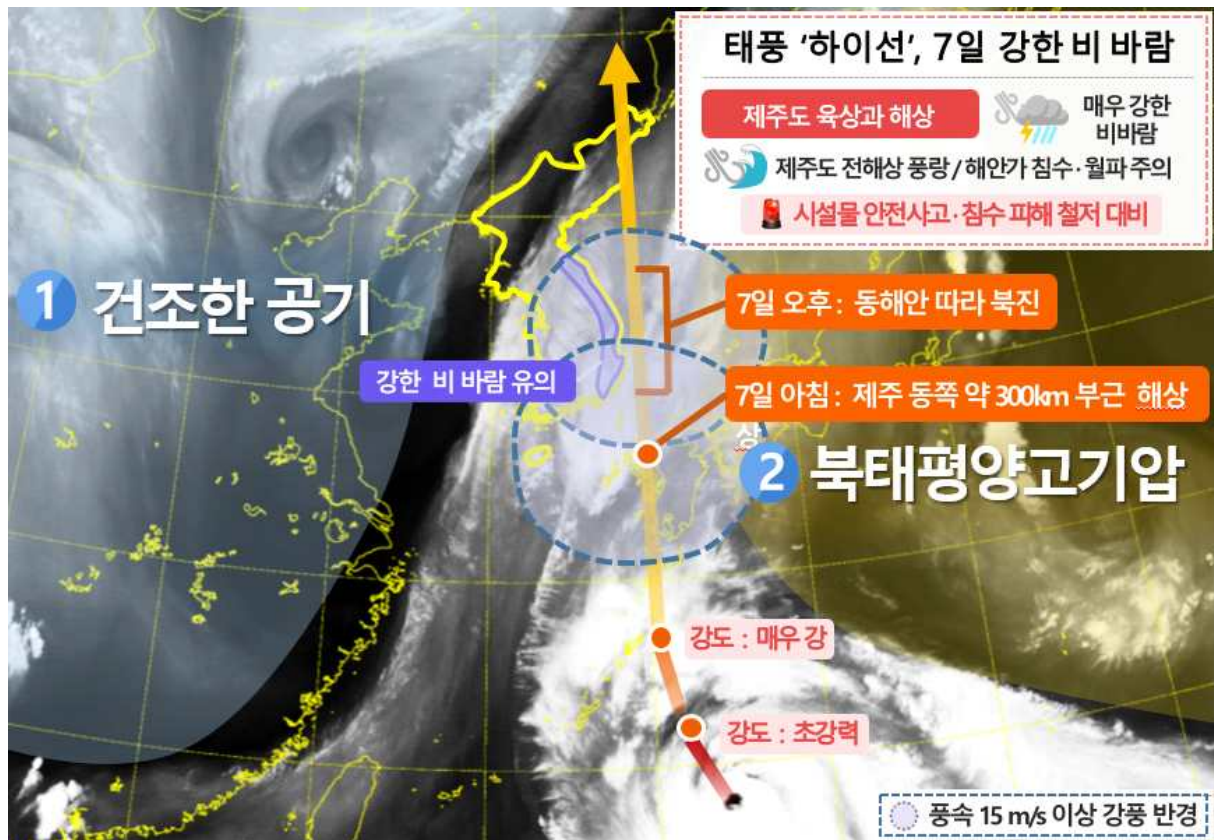 태풍 '하이선', 7일 강한 비 바람
제주도 육상과 해상
매우 강한
비바람
제주도 전해상 풍랑 / 해안가 침수·월파 주의
시설물 안전사고·침수 피해 철저 대비
1 건조한 공기
7일 오후 : 동해안 따라 북진
강한 비 바람 유의
7일 아침 : 제주 동쪽 약 300km 부근 해상
상
2 북태평양고기압
강도 : 매우 강
강도 : 초강력
풍속 15 m/s 이상 강풍 반경